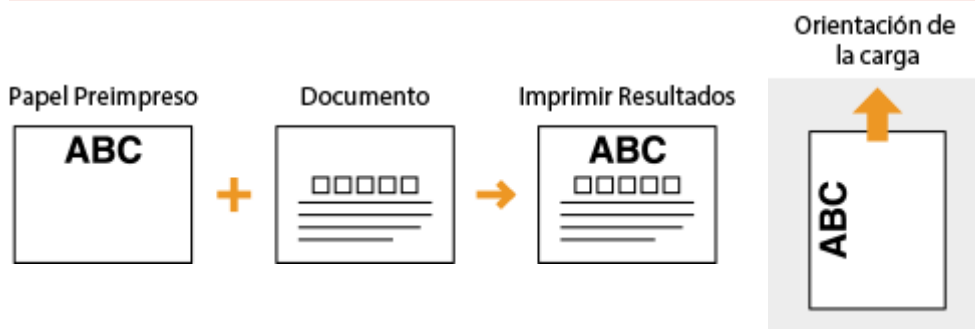 Orientación de
la carga
Papel Preimpreso
Documento
Imprimir Resultados
ABC
ABC
ABC